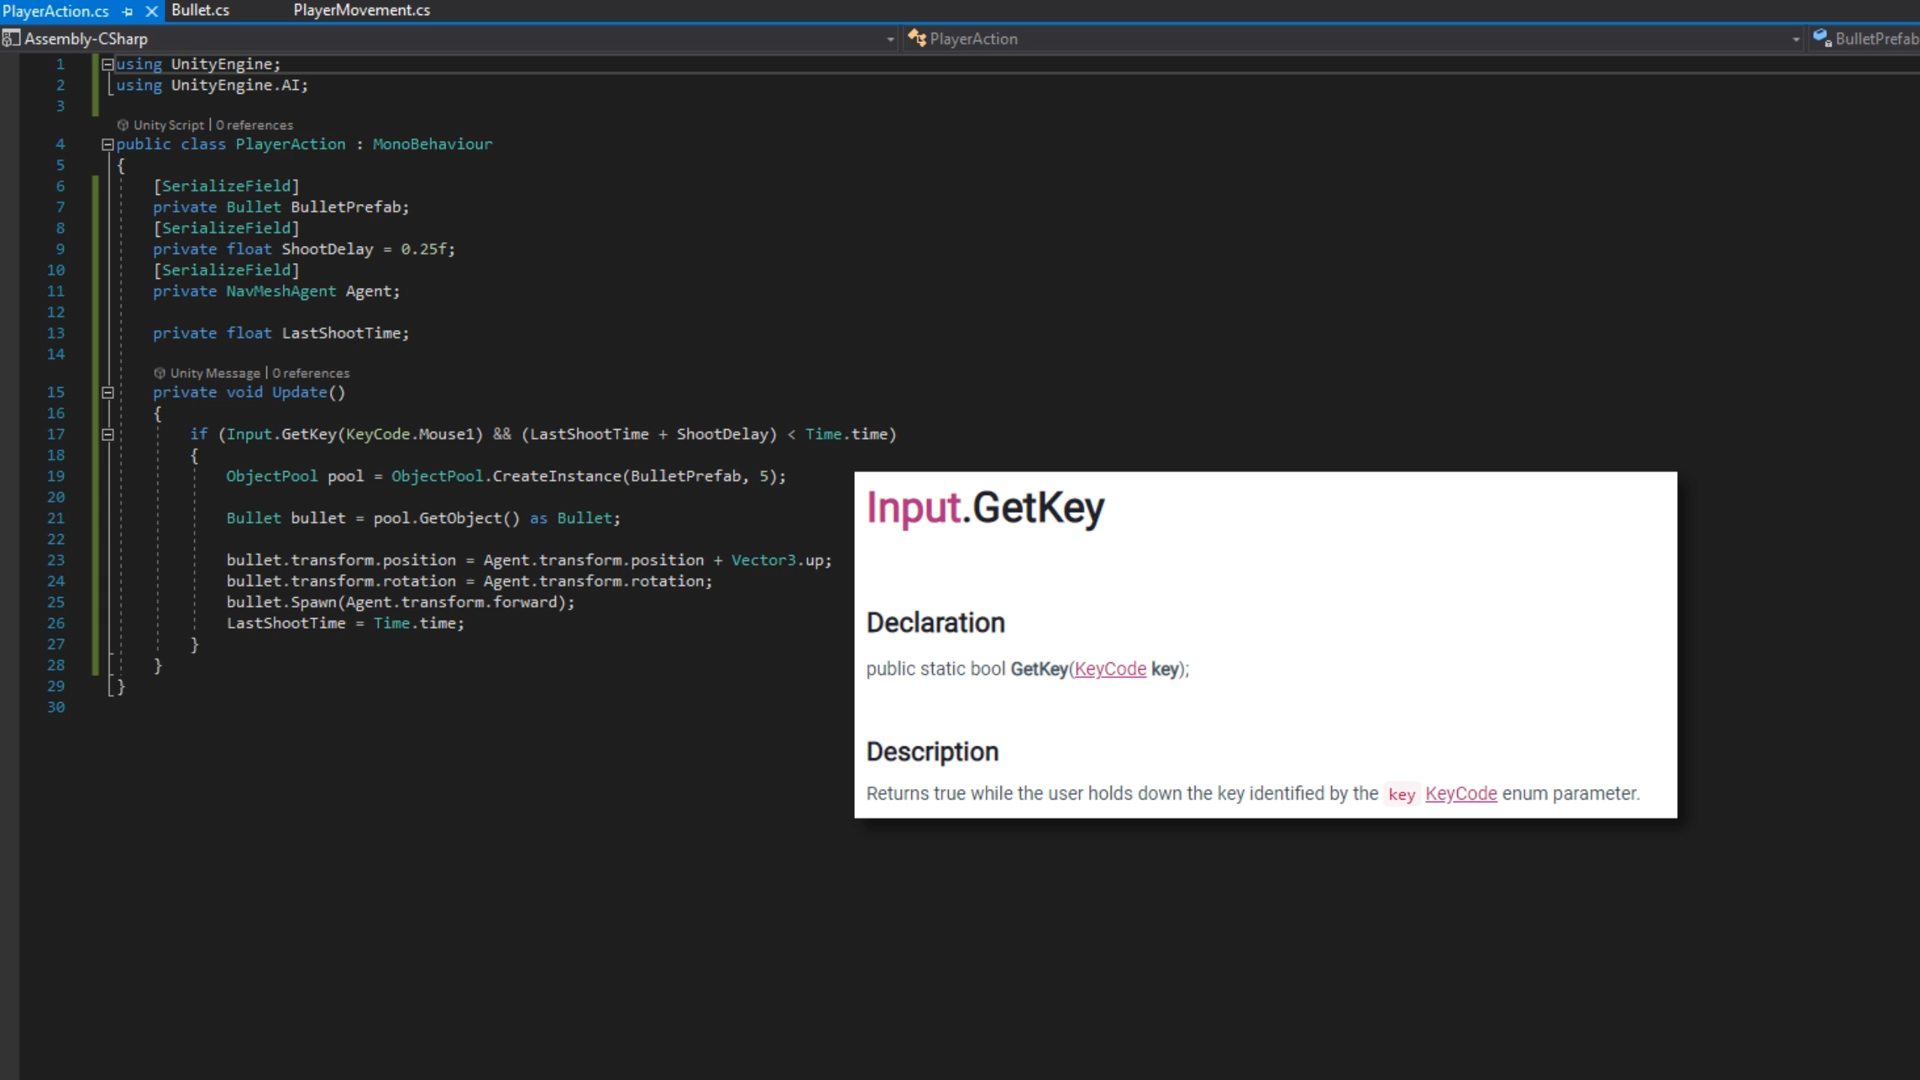 PlayerAction.cs Bullet.cs PlayerMovement.cs
Assembly-CSharp PlayerAction BulletPrefab
1 using UnityEngine;
2 using UnityEngine.AI;
3
Unity Script | 0 references
4 public class PlayerAction : MonoBehaviour
5 {
6 [SerializeField]
7 private Bullet BulletPrefab;
8 [SerializeField]
9 private float ShootDelay = 0.25f;
10 [SerializeField]
11 private NavMeshAgent Agent;
12
13 private float LastShootTime;
14
Unity Message | 0 references
15 private void Update()
16 {
17 if (Input.GetKey(KeyCode.Mouse1) && (LastShootTime + ShootDelay) < Time.time)
18 {
19 ObjectPool pool = ObjectPool.CreateInstance(BulletPrefab, 5);
20
21 Bullet bullet = pool.GetObject() as Bullet;
22
23 bullet.transform.position = Agent.transform.position + Vector3.up;
24 bullet.transform.rotation = Agent.transform.rotation;
25 bullet.Spawn(Agent.transform.forward);
26 LastShootTime = Time.time;
27 }
28 }
29 }
30
Input.GetKey
Declaration
public static bool GetKey(KeyCode key);
Description
Returns true while the user holds down the key identified by the key KeyCode enum parameter.